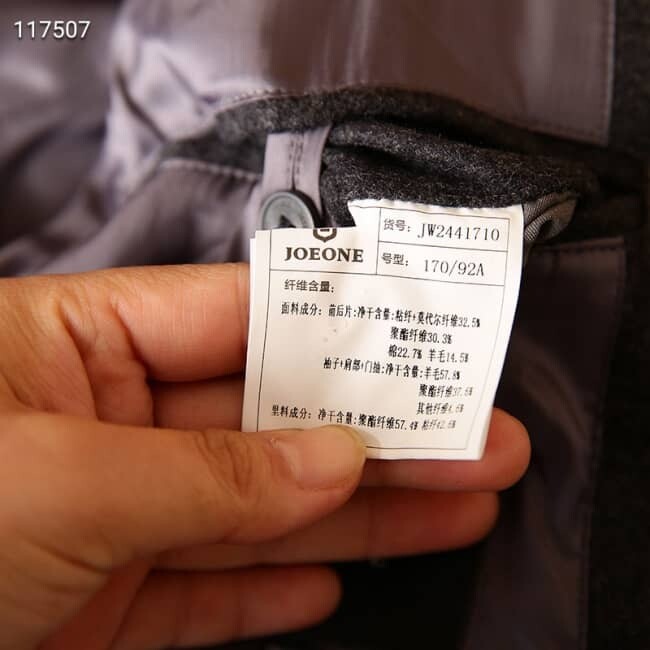 117507
JOEONE
货号: JW2441710
号型: 170/92A
纤维含量:
面料成分: 前后片:净干含量:粘纤+莫代尔纤维32.5%
聚酯纤维30.3%
棉22.7% 羊毛14.5%
袖子+肩部+门抽:净干含量:羊毛57.8%
聚酯纤维37.6%
其他纤维4.6%
里料成分: 净干含量:聚酯纤维57.4% 粘纤42.6%